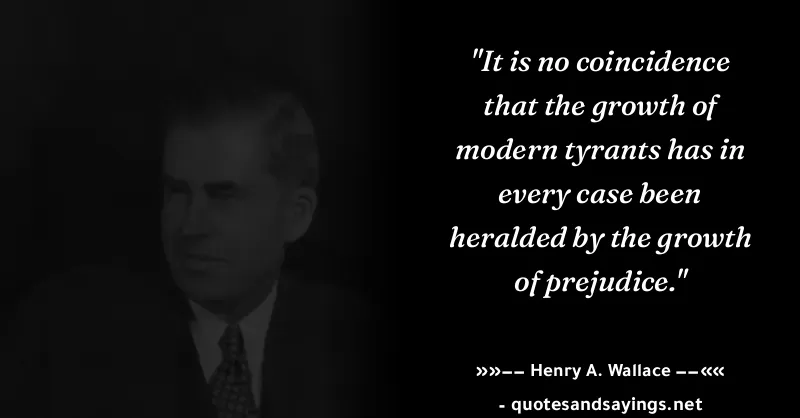 "It is no coincidence
that the growth of
modern tyrants has in
every case been
heralded by the growth
of prejudice."
»»−− Henry A. Wallace −−««
- quotesandsayings.net